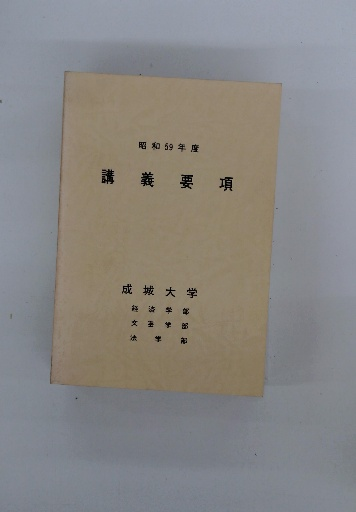 昭和59年度
講義要項
成城大学
経済学部
文芸学部
法学部